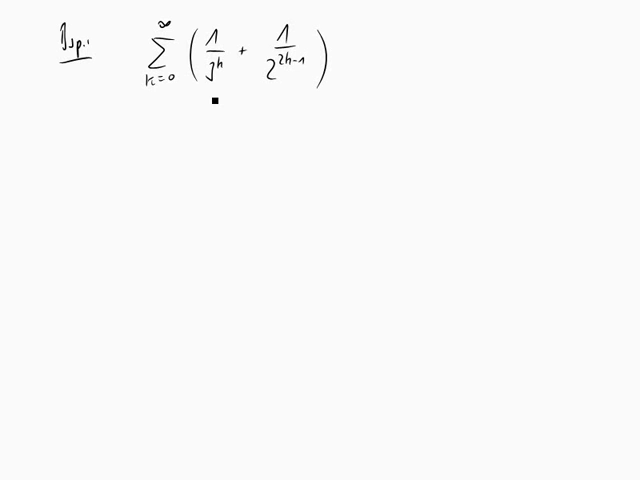 Bsp.: ∑_{k=0}^{∞} ( 1/3^k + 1/2^{2k-1} )